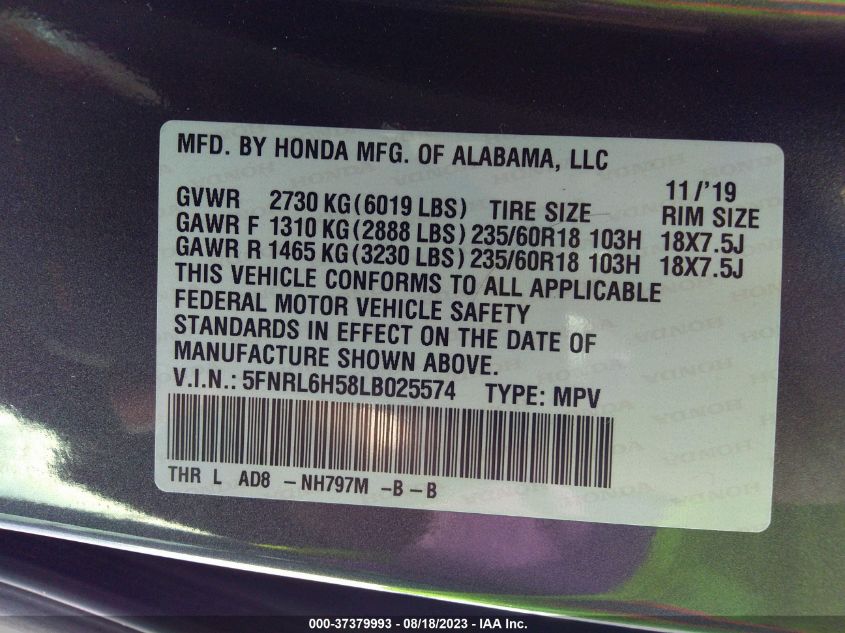 MFD. BY HONDA MFG. OF ALABAMA, LLC
11/'19
GVWR 2730 KG(6019 LBS) TIRE SIZE RIM SIZE
GAWR F 1310 KG(2888 LBS) 235/60R18 103H 18X7.5J
GAWR R 1465 KG(3230 LBS) 235/60R18 103H 18X7.5J
THIS VEHICLE CONFORMS TO ALL APPLICABLE
FEDERAL MOTOR VEHICLE SAFETY
STANDARDS IN EFFECT ON THE DATE OF
MANUFACTURE SHOWN ABOVE.
V.I.N.: 5FNRL6H58LB025574 TYPE: MPV
THR L AD8 -NH797M -B-B
000-37379993 - 08/18/2023 - IAA Inc.